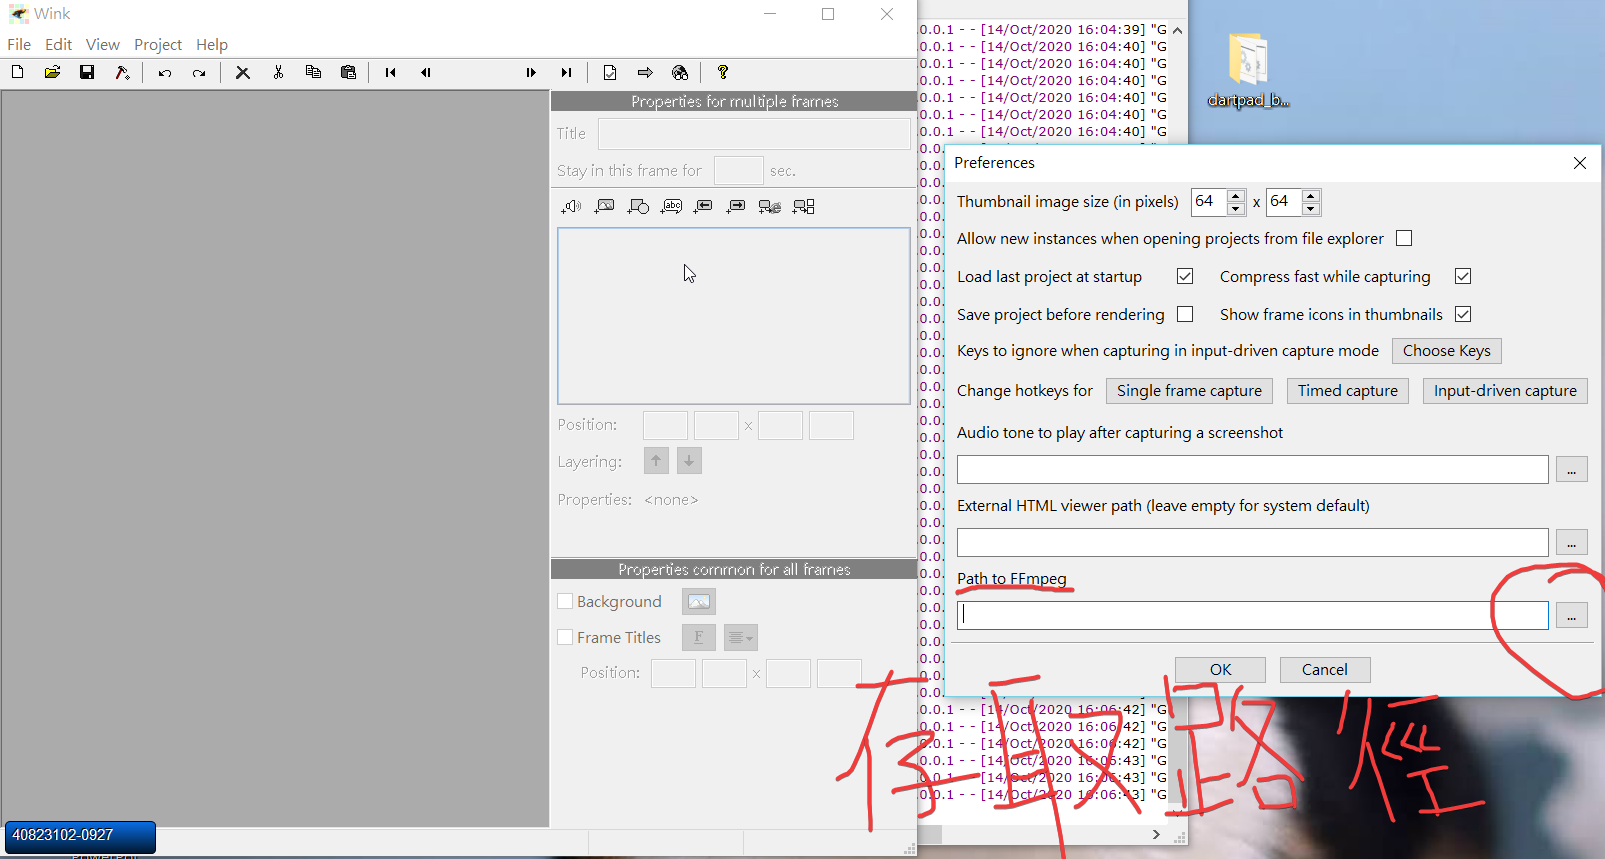 Wink
File Edit View Project Help
Properties for multiple frames
Title
Stay in this frame for sec.
abc
Position: x
Layering:
Properties: <none>
Properties common for all frames
Background
Frame Titles F
Position: x
40823102-0927
.0.0.1 - - [14/Oct/2020 16:04:39] "G
.0.0.1 - - [14/Oct/2020 16:04:40] "G
.0.0.1 - - [14/Oct/2020 16:04:40] "G
.0.0.1 - - [14/Oct/2020 16:04:40] "G
.0.0.1 - - [14/Oct/2020 16:04:40] "G
.0.0.1 - - [14/Oct/2020 16:04:40] "G
.0.0.1 - - [14/Oct/2020 16:04:40] "G
dartpad_b...
Preferences
Thumbnail image size (in pixels) 64 x 64
Allow new instances when opening projects from file explorer
Load last project at startup Compress fast while capturing
Save project before rendering Show frame icons in thumbnails
Keys to ignore when capturing in input-driven capture mode Choose Keys
Change hotkeys for Single frame capture Timed capture Input-driven capture
Audio tone to play after capturing a screenshot
...
External HTML viewer path (leave empty for system default)
...
Path to FFmpeg
...
OK Cancel
.0.0.1 - - [14/Oct/2020 16:06:42] "G
.0.0.1 - - [14/Oct/2020 16:06:42] "G
.0.0.1 - - [14/Oct/2020 16:06:42] "G
.0.0.1 - - [14/Oct/2020 16:06:43] "G
.0.0.1 - - [14/Oct/2020 16:06:43] "G
.0.0.1 - - [14/Oct/2020 16:06:43] "G
存取路徑